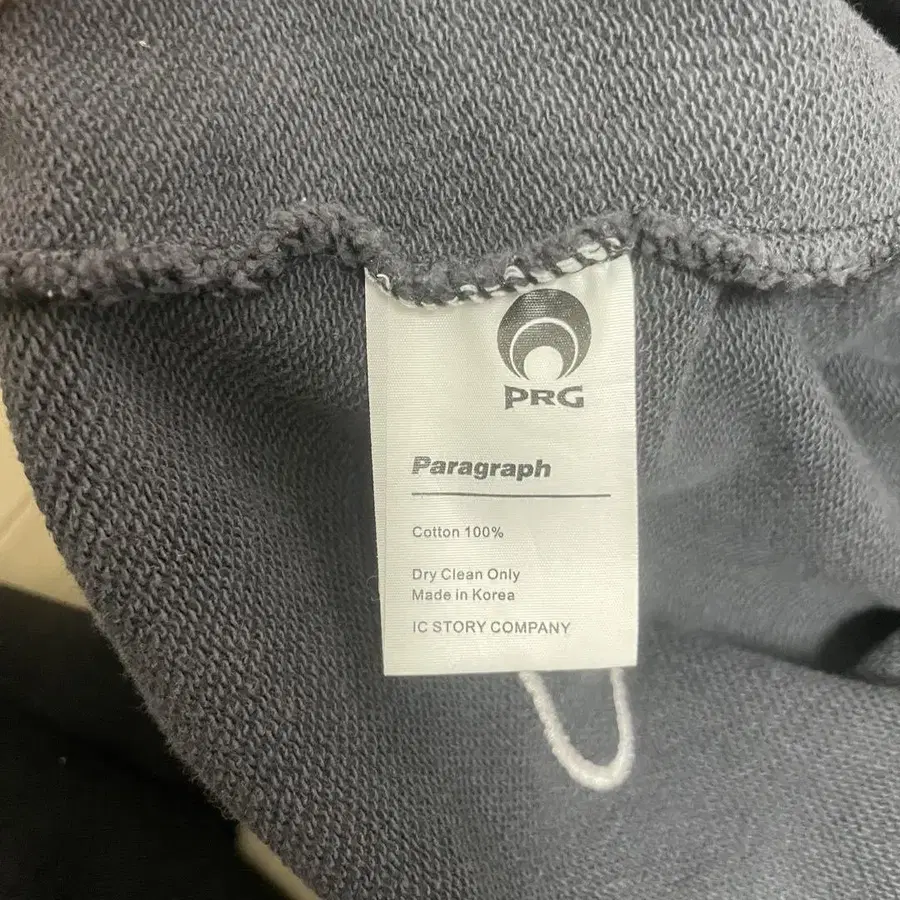 PRG
Paragraph
Cotton 100%
Dry Clean Only
Made in Korea
IC STORY COMPANY